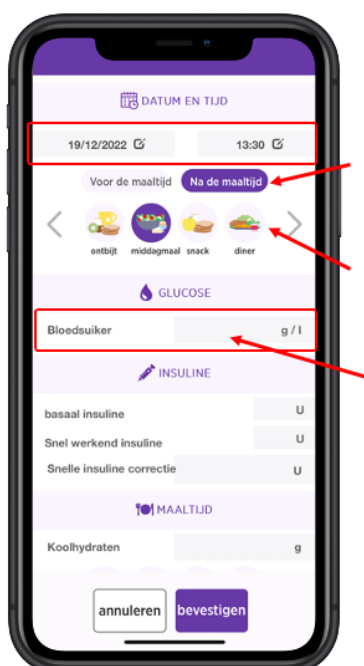 DATUM EN TIJD
19/12/2022 13:30
Voor de maaltijd Na de maaltijd
ontbijt middagmaal snack diner
GLUCOSE
Bloedsuiker g / l
INSULINE
basaal insuline U
Snel werkend insuline U
Snelle insuline correctie U
MAALTIJD
Koolhydraten g
annuleren bevestigen